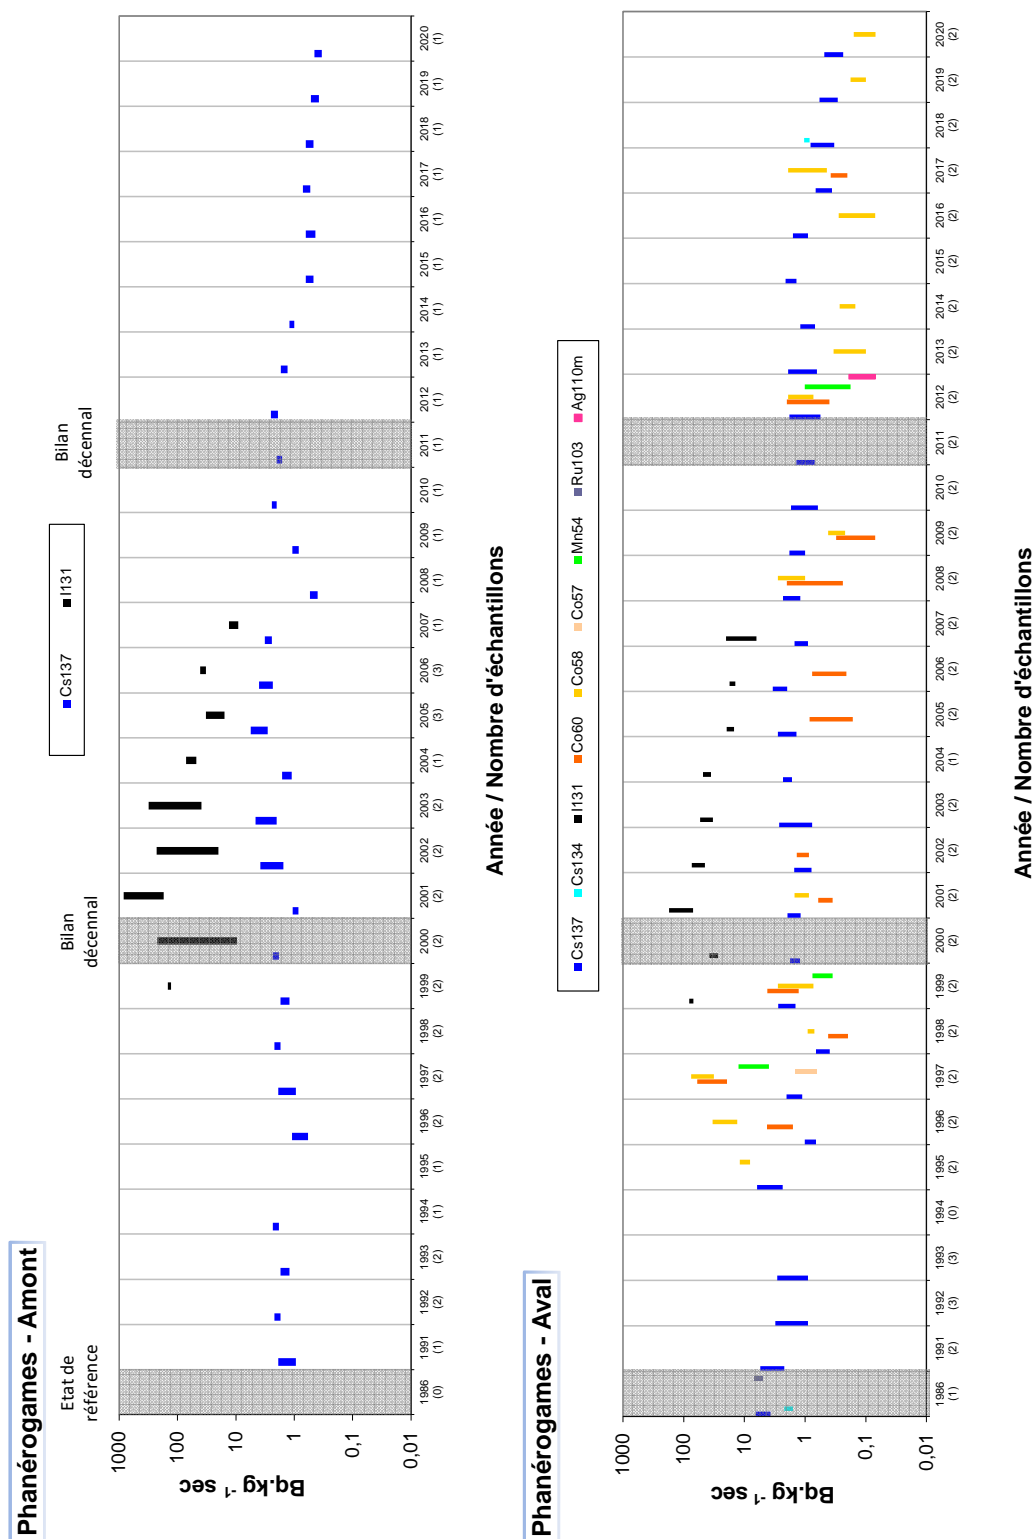 Phanérogames - Amont
Cs137 I131
Etat de
référence
Bilan
décennal
Bilan
décennal
Bq.kg⁻¹ sec
1000
100
10
1
0,1
0,01
1986 1991 1992 1993 1994 1995 1996 1997 1998 1999 2000 2001 2002 2003 2004 2005 2006 2007 2008 2009 2010 2011 2012 2013 2014 2015 2016 2017 2018 2019 2020
(0) (1) (2) (2) (1) (1) (2) (2) (2) (2) (2) (2) (2) (2) (1) (3) (3) (1) (1) (1) (1) (1) (1) (1) (1) (1) (1) (1) (1) (1) (1)
Année / Nombre d'échantillons
Phanérogames - Aval
Cs137 Cs134 I131 Co60 Co58 Co57 Mn54 Ru103 Ag110m
Bq.kg⁻¹ sec
1000
100
10
1
0,1
0,01
1986 1991 1992 1993 1994 1995 1996 1997 1998 1999 2000 2001 2002 2003 2004 2005 2006 2007 2008 2009 2010 2011 2012 2013 2014 2015 2016 2017 2018 2019 2020
(1) (2) (3) (3) (0) (2) (2) (2) (2) (2) (2) (2) (2) (2) (1) (2) (2) (2) (2) (2) (2) (2) (2) (2) (2) (2) (2) (2) (2) (2) (2)
Année / Nombre d'échantillons